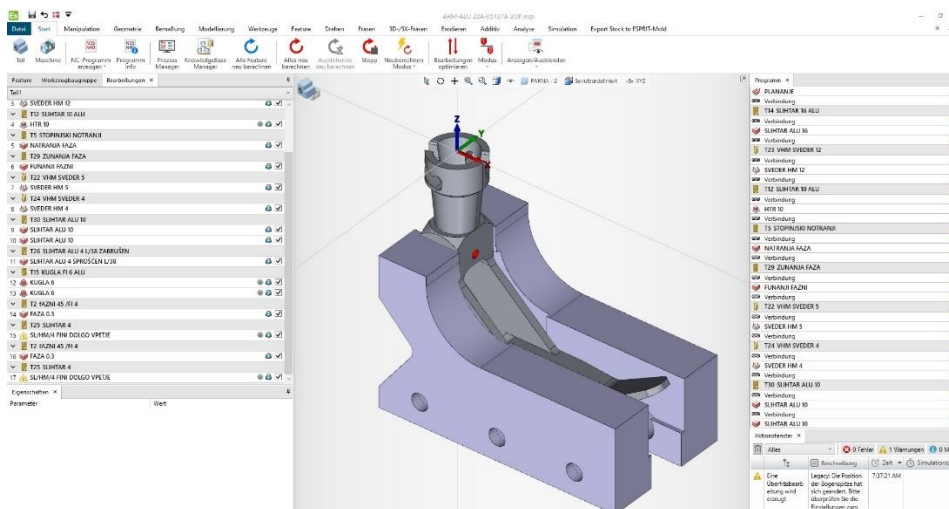 ARM-ALU 22A-05127A 2OP.esp
Datei Start Manipulation Geometrie Bemaßung Modellierung Werkzeuge Feature Drehen Fräsen 3D-/5X-Fräsen Erodieren Additiv Analyse Simulation Expert Stock to ESPRIT-Mold
Teil Maschine NC-Programm erzeugen Programm Info Prozess Manager KnowledgeBase Manager Alle Feature neu berechnen Alles neu berechnen Ausstehendes neu berechnen Stopp Neuberechnen Modus Bearbeitungen optimieren Modus Anzeigen/Ausblenden
Feature Werkzeugbaugruppe Bearbeitungen
Teil1
3 SVEDER HM 12
T12 SLIHTAR 10 ALU
4 HTR 10
T5 STOPINJSKI NOTRANJI
5 NATRANJA FAZA
T29 ZUNANJA FAZA
6 FUNANJI FAZNI
T22 VHM SVEDER 5
7 SVEDER HM 5
T24 VHM SVEDER 4
8 SVEDER HM 4
T30 SLIHTAR ALU 10
9 SLIHTAR ALU 10
10 SLIHTAR ALU 10
T26 SLIHTAR ALU 4 L/38 ZABRUŠEN
11 SLIHTAR ALU 4 SPROŠČEN L/38
T15 KUGLA FI 6 ALU
12 KUGLA 6
13 KUGLA 6
T2 FAZNI 45 /FI 4
14 FAZA 0.3
T25 SLIHTAR 4
15 SL/HM/4 FINI DOLGO VPETJE
T2 FAZNI 45 /FI 4
16 FAZA 0.3
T25 SLIHTAR 4
17 SL/HM/4 FINI DOLGO VPETJE
Eigenschaften
Parameter Wert
PARNA - 2 Benutzerdefiniert XYZ
Z
Y
X
Programm
PLANANJE
Verbindung
T14 SLIHTAR 16 ALU
Verbindung
SLIHTAR ALU 16
Verbindung
T23 VHM SVEDER 12
Verbindung
SVEDER HM 12
Verbindung
T12 SLIHTAR 10 ALU
Verbindung
HTR 10
Verbindung
T5 STOPINJSKI NOTRANJI
Verbindung
NATRANJA FAZA
Verbindung
T29 ZUNANJA FAZA
Verbindung
FUNANJI FAZNI
Verbindung
T22 VHM SVEDER 5
Verbindung
SVEDER HM 5
Verbindung
T24 VHM SVEDER 4
Verbindung
SVEDER HM 4
Verbindung
T30 SLIHTAR ALU 10
Verbindung
SLIHTAR ALU 10
Verbindung
SLIHTAR ALU 10
Aktionsfenster
Alles 0 Fehler 1 Warnungen 0 M
Beschreibung Zeit Simulations
Eine Überfräsbearbeitung wird erzeugt
Legacy: Die Position der Bogenspitze hat sich geändert. Bitte überprüfen Sie die Einstellungen zum
7:37:21 AM